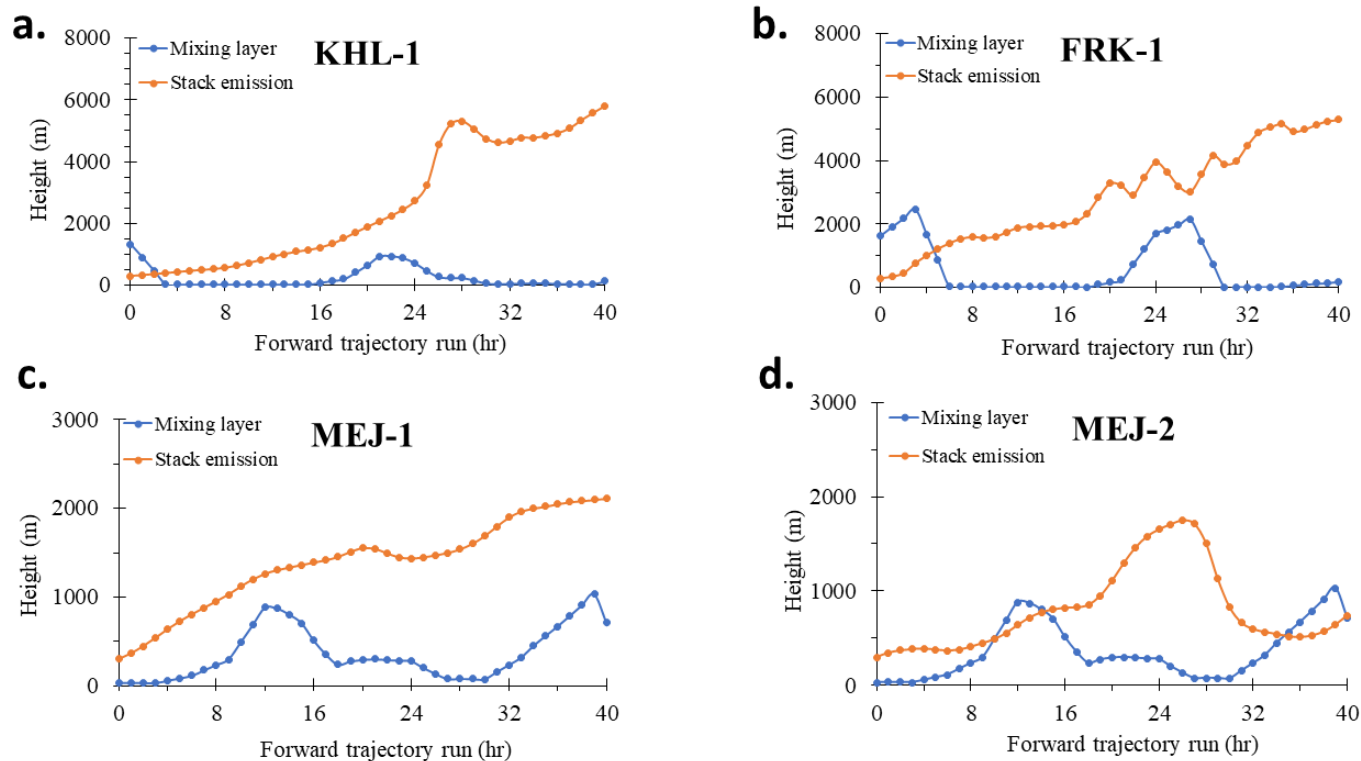 a.
KHL-1
Mixing layer
Stack emission
8000
6000
4000
2000
0
Height (m)
0 8 16 24 32 40
Forward trajectory run (hr)
b.
FRK-1
Mixing layer
Stack emission
8000
6000
4000
2000
0
Height (m)
0 8 16 24 32 40
Forward trajectory run (hr)
c.
MEJ-1
Mixing layer
Stack emission
3000
2000
1000
0
Height (m)
0 8 16 24 32 40
Forward trajectory run (hr)
d.
MEJ-2
Mixing layer
Stack emission
3000
2000
1000
0
Height (m)
0 8 16 24 32 40
Forward trajectory run (hr)